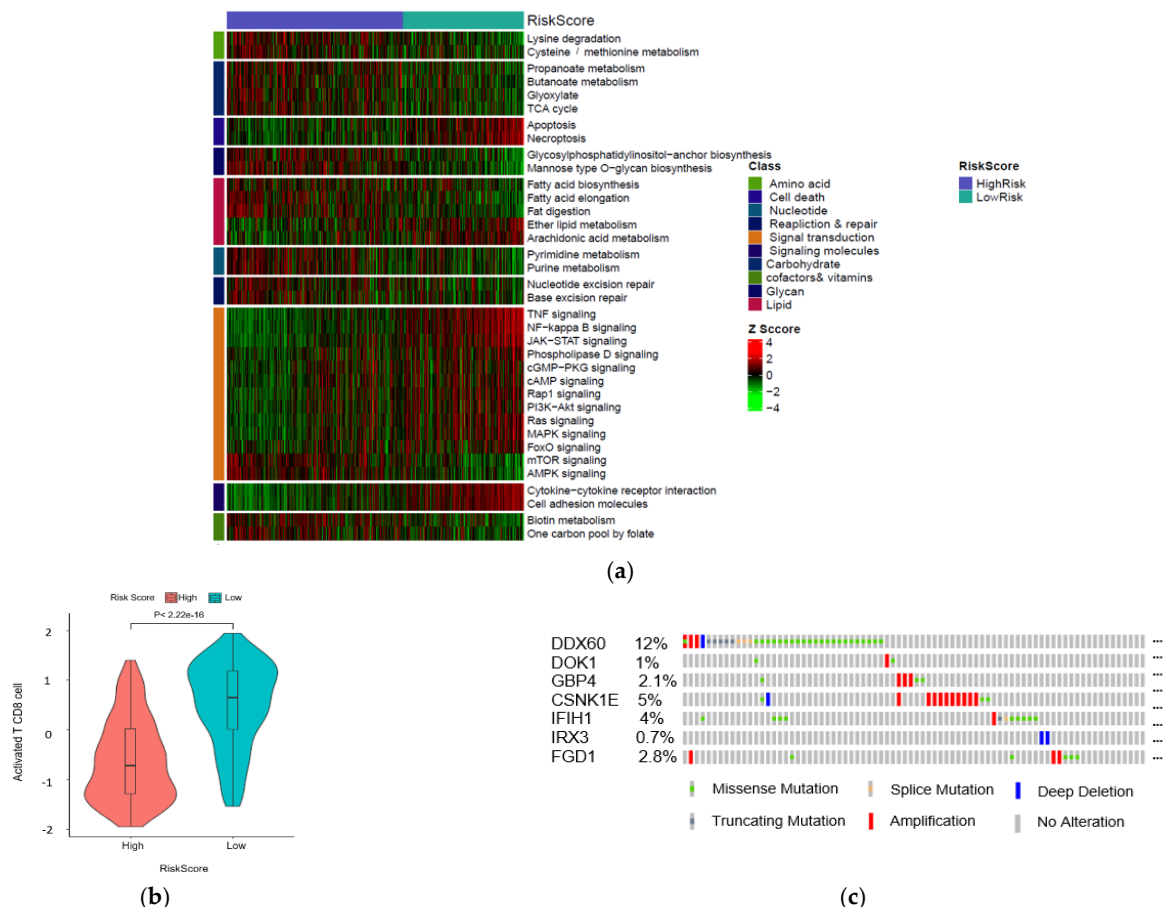 RiskScore
Lysine degradation
Cysteine / methionine metabolism
Propanoate metabolism
Butanoate metabolism
Glyoxylate
TCA cycle
Apoptosis
Necroptosis
Glycosylphosphatidylinositol-anchor biosynthesis
Mannose type O-glycan biosynthesis
Fatty acid biosynthesis
Fatty acid elongation
Fat digestion
Ether lipid metabolism
Arachidonic acid metabolism
Pyrimidine metabolism
Purine metabolism
Nucleotide excision repair
Base excision repair
TNF signaling
NF-kappa B signaling
JAK-STAT signaling
Phospholipase D signaling
cGMP-PKG signaling
cAMP signaling
Rap1 signaling
PI3K-Akt signaling
Ras signaling
MAPK signaling
FoxO signaling
mTOR signaling
AMPK signaling
Cytokine-cytokine receptor interaction
Cell adhesion molecules
Biotin metabolism
One carbon pool by folate
Class
Amino acid
Cell death
Nucleotide
Reapliction & repair
Signal transduction
Signaling molecules
Carbohydrate
cofactors& vitamins
Glycan
Lipid
Z Sccore
4
2
0
-2
-4
RiskScore
HighRisk
LowRisk
(a)
Risk Score High Low
P< 2.22e-16
2
1
0
-1
-2
Activated T CD8 cell
High Low
RiskScore
(b)
DDX60 12% ...
DOK1 1% ...
GBP4 2.1% ...
CSNK1E 5% ...
IFIH1 4% ...
IRX3 0.7% ...
FGD1 2.8% ...
Missense Mutation Splice Mutation Deep Deletion
Truncating Mutation Amplification No Alteration
(c)